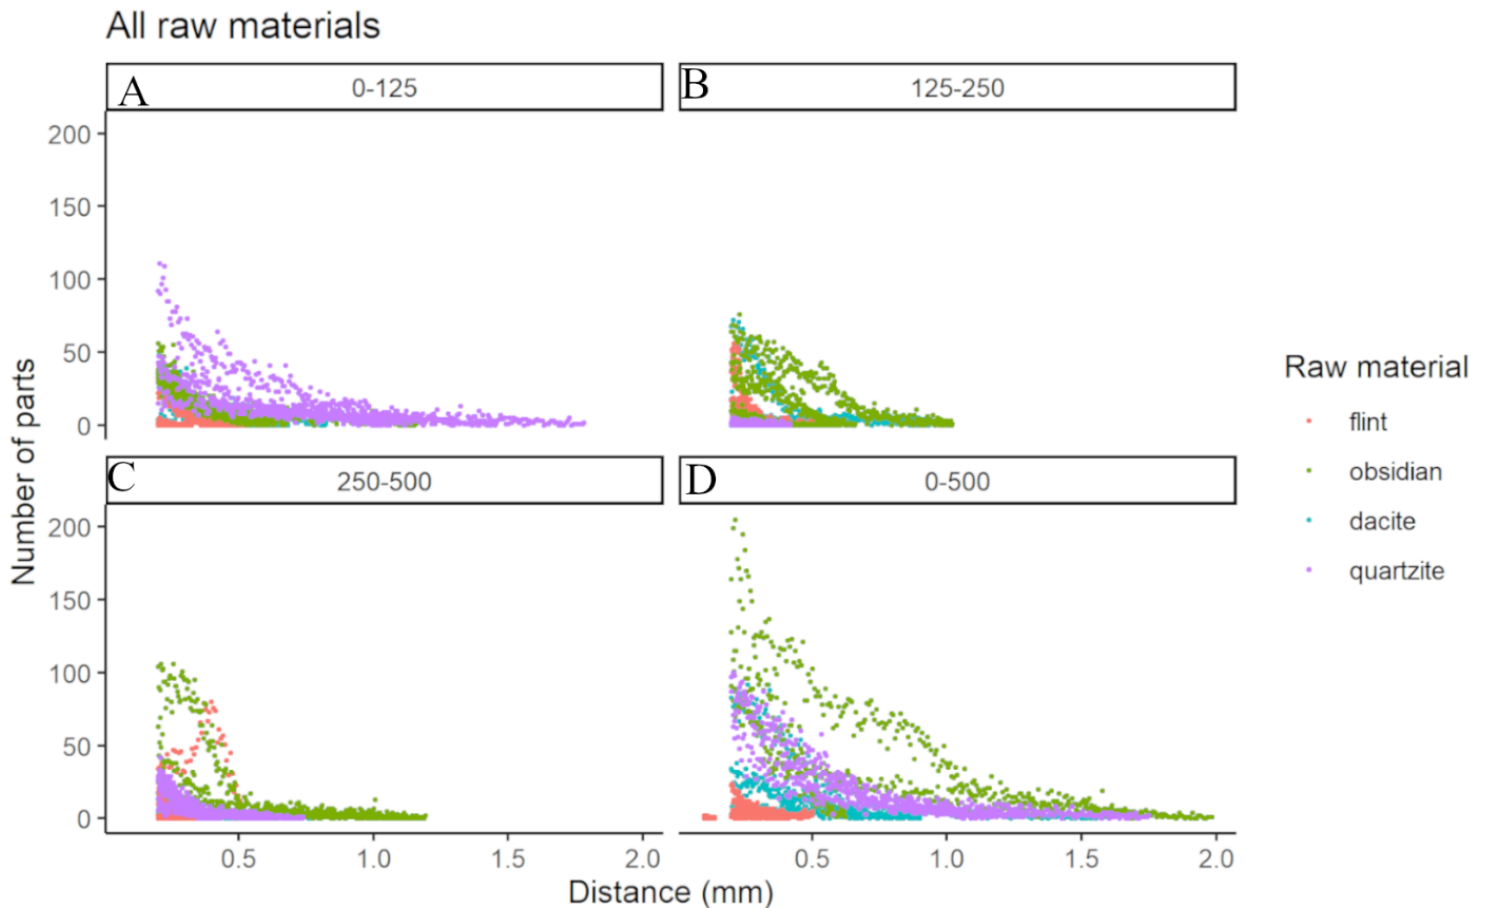 All raw materials
A 0-125
B 125-250
200
150
100
50
0
C 250-500
D 0-500
200
150
100
50
0
0.5 1.0 1.5 2.0
0.5 1.0 1.5 2.0
Distance (mm)
Number of parts
Raw material
flint
obsidian
dacite
quartzite